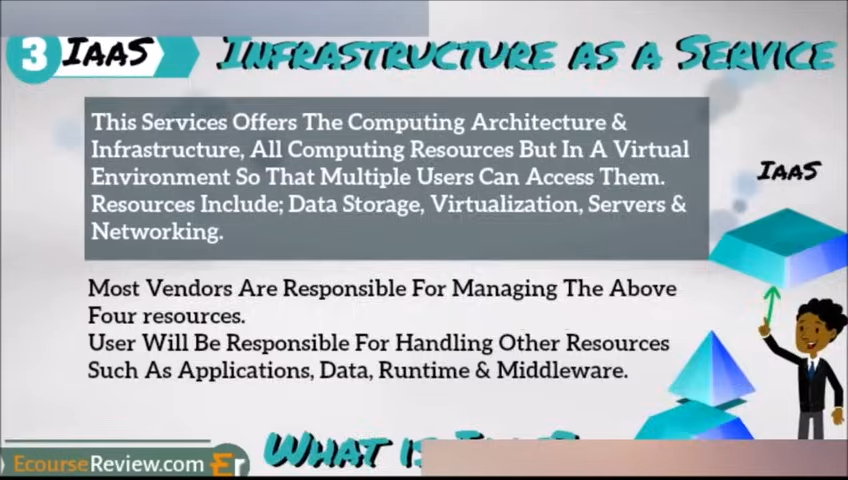 3 IaaS Infrastructure as a Service
This Services Offers The Computing Architecture &
Infrastructure, All Computing Resources But In A Virtual
Environment So That Multiple Users Can Access Them.
Resources Include; Data Storage, Virtualization, Servers &
Networking.
IaaS
Most Vendors Are Responsible For Managing The Above
Four resources.
User Will Be Responsible For Handling Other Resources
Such As Applications, Data, Runtime & Middleware.
What is
EcourseReview.com Er